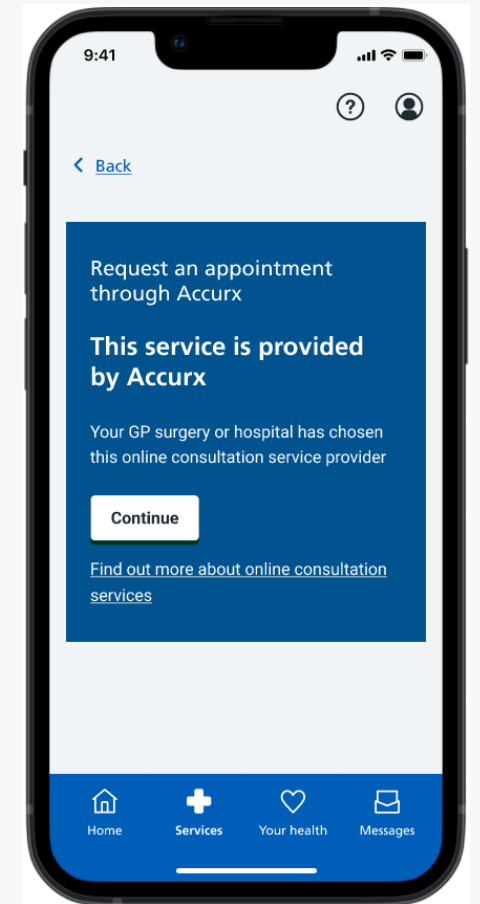 9:41
?
Back
Request an appointment
through Accurx
This service is provided
by Accurx
Your GP surgery or hospital has chosen
this online consultation service provider
Continue
Find out more about online consultation
services
Home Services Your health Messages